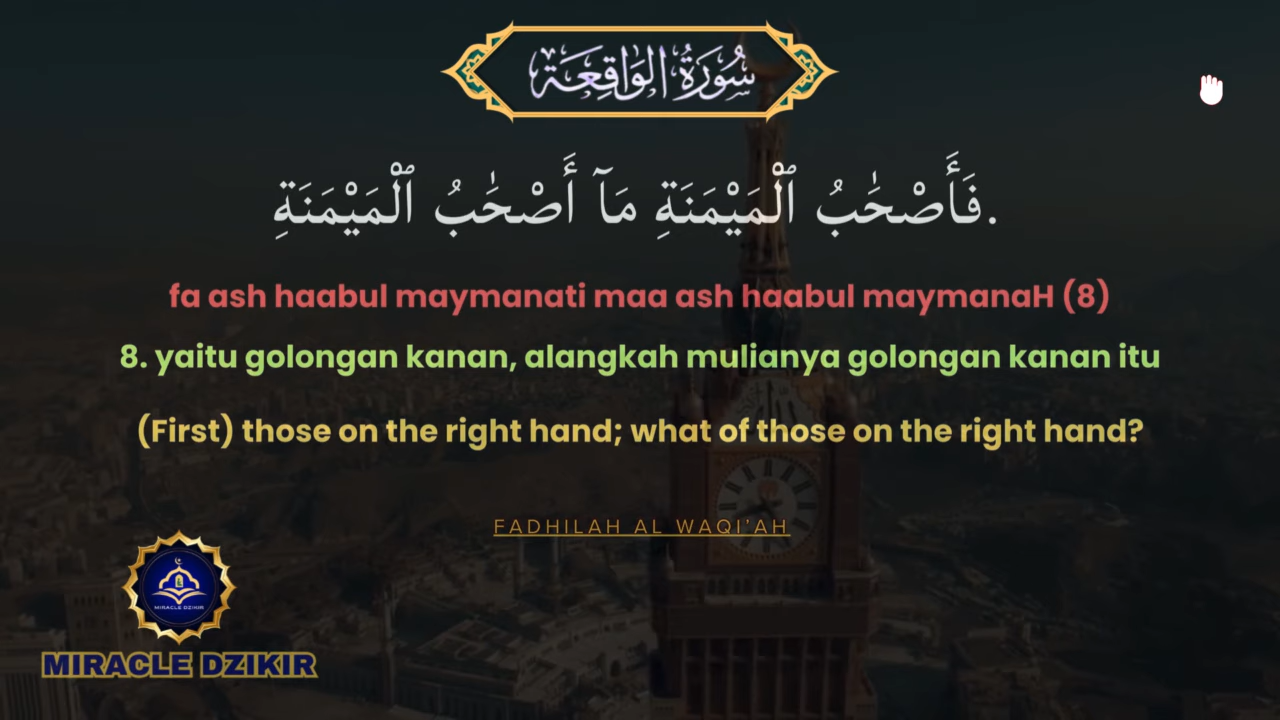 سُورَةُ الوَاقِعَة
فَأَصْحَٰبُ ٱلْمَيْمَنَةِ مَآ أَصْحَٰبُ ٱلْمَيْمَنَةِ.
fa ash haabul maymanati maa ash haabul maymanaH (8)
8. yaitu golongan kanan, alangkah mulianya golongan kanan itu
(First) those on the right hand; what of those on the right hand?
FADHILAH AL WAQI'AH
MIRACLE DZIKIR
MIRACLE DZIKIR